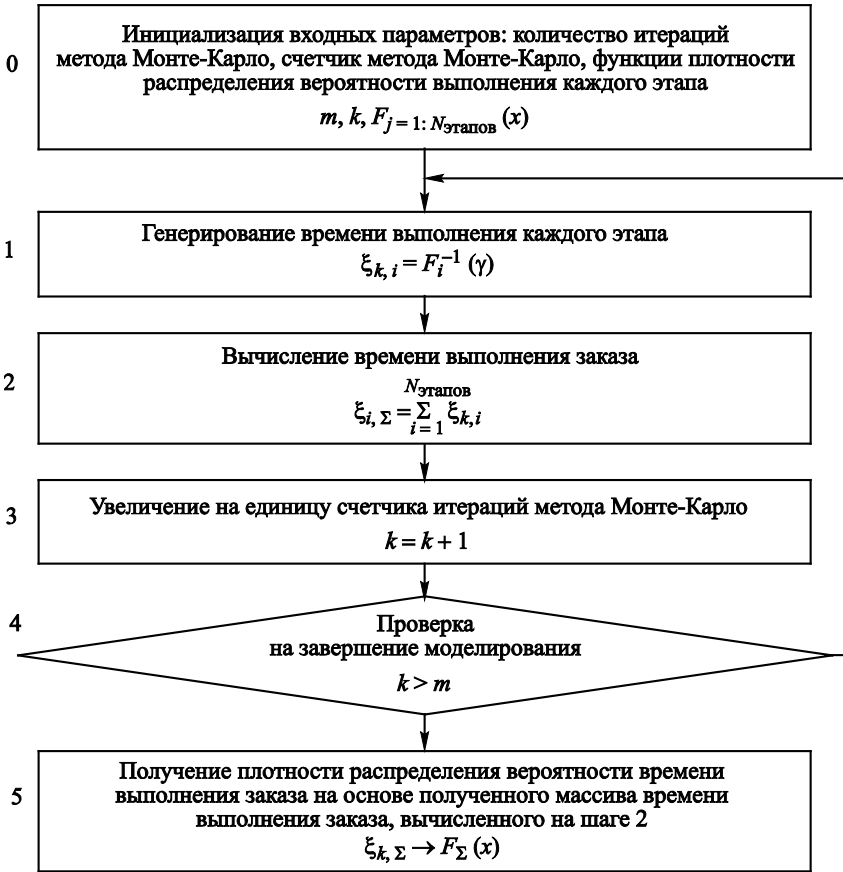 0
Инициализация входных параметров: количество итераций
метода Монте-Карло, счетчик метода Монте-Карло, функции плотности
распределения вероятности выполнения каждого этапа
m, k, F_{j = 1: N_{этапов}} (x)
1
Генерирование времени выполнения каждого этапа
ξ_{k, i} = F_i^{-1} (γ)
2
Вычисление времени выполнения заказа
N_{этапов}
ξ_{i, Σ} = Σ ξ_{k,i}
i = 1
3
Увеличение на единицу счетчика итераций метода Монте-Карло
k = k + 1
4
Проверка
на завершение моделирования
k > m
5
Получение плотности распределения вероятности времени
выполнения заказа на основе полученного массива времени
выполнения заказа, вычисленного на шаге 2
ξ_{k, Σ} → F_Σ (x)